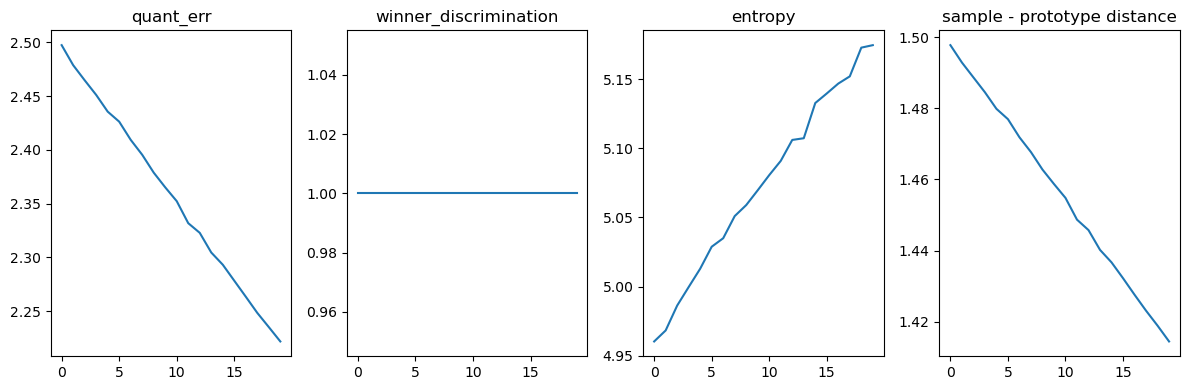 quant_err
2.50
2.45
2.40
2.35
2.30
2.25
0 5 10 15
winner_discrimination
1.04
1.02
1.00
0.98
0.96
0 5 10 15
entropy
5.15
5.10
5.05
5.00
4.95
0 5 10 15
sample - prototype distance
1.50
1.48
1.46
1.44
1.42
0 5 10 15